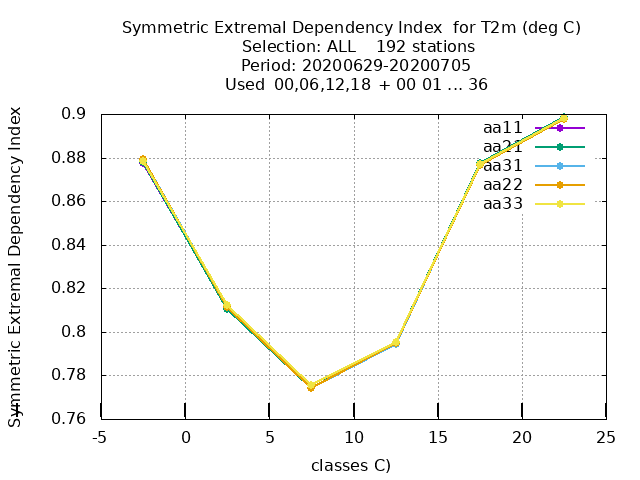 Symmetric Extremal Dependency Index  for T2m (deg C)
Selection: ALL    192 stations
Period: 20200629-20200705
Used  00,06,12,18  + 00 01 ... 36
Symmetric Extremal Dependency Index
0.9
0.88
0.86
0.84
0.82
0.8
0.78
0.76
aa11
aa21
aa31
aa22
aa33
-5
0
5
10
15
20
25
classes C)